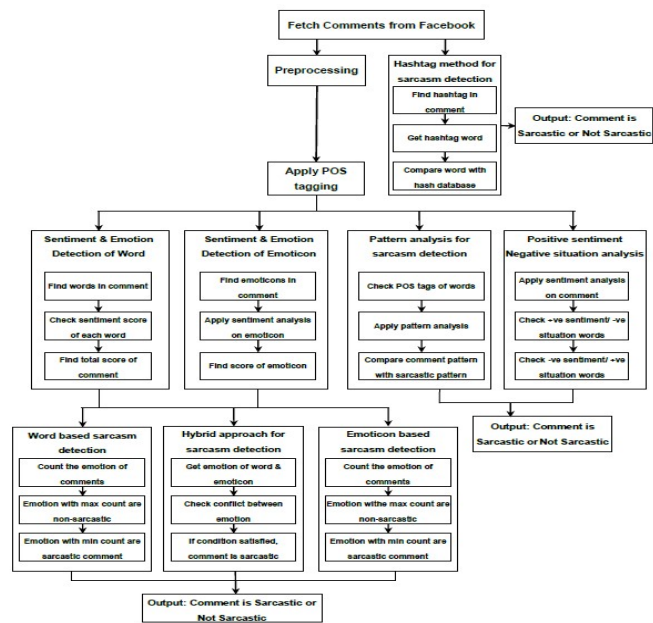 Fetch Comments from Facebook
Preprocessing
Hashtag method for
sarcasm detection
Find hashtag in
comment
Get hashtag word
Compare word with
hash database
Output: Comment is
Sarcastic or Not Sarcastic
Apply POS
tagging
Sentiment & Emotion
Detection of Word
Find words in comment
Check sentiment score
of each word
Find total score of
comment
Sentiment & Emotion
Detection of Emoticon
Find emoticons in
comment
Apply sentiment analysis
on emoticon
Find score of emoticon
Pattern analysis for
sarcasm detection
Check POS tags of words
Apply pattern analysis
Compare comment pattern
with sarcastic pattern
Positive sentiment
Negative situation analysis
Apply sentiment analysis
on comment
Check +ve sentiment/ -ve
situation words
Check -ve sentiment/ +ve
situation words
Output: Comment is
Sarcastic or Not Sarcastic
Word based sarcasm
detection
Count the emotion of
comments
Emotion with max count are
non-sarcastic
Emotion with min count are
sarcastic comment
Hybrid approach for
sarcasm detection
Get emotion of word &
emoticon
Check conflict between
emotion
If condition satisfied,
comment is sarcastic
Emoticon based
sarcasm detection
Count the emotion of
comments
Emotion withe max count are
non-sarcastic
Emotion with min count are
sarcastic comment
Output: Comment is Sarcastic or
Not Sarcastic